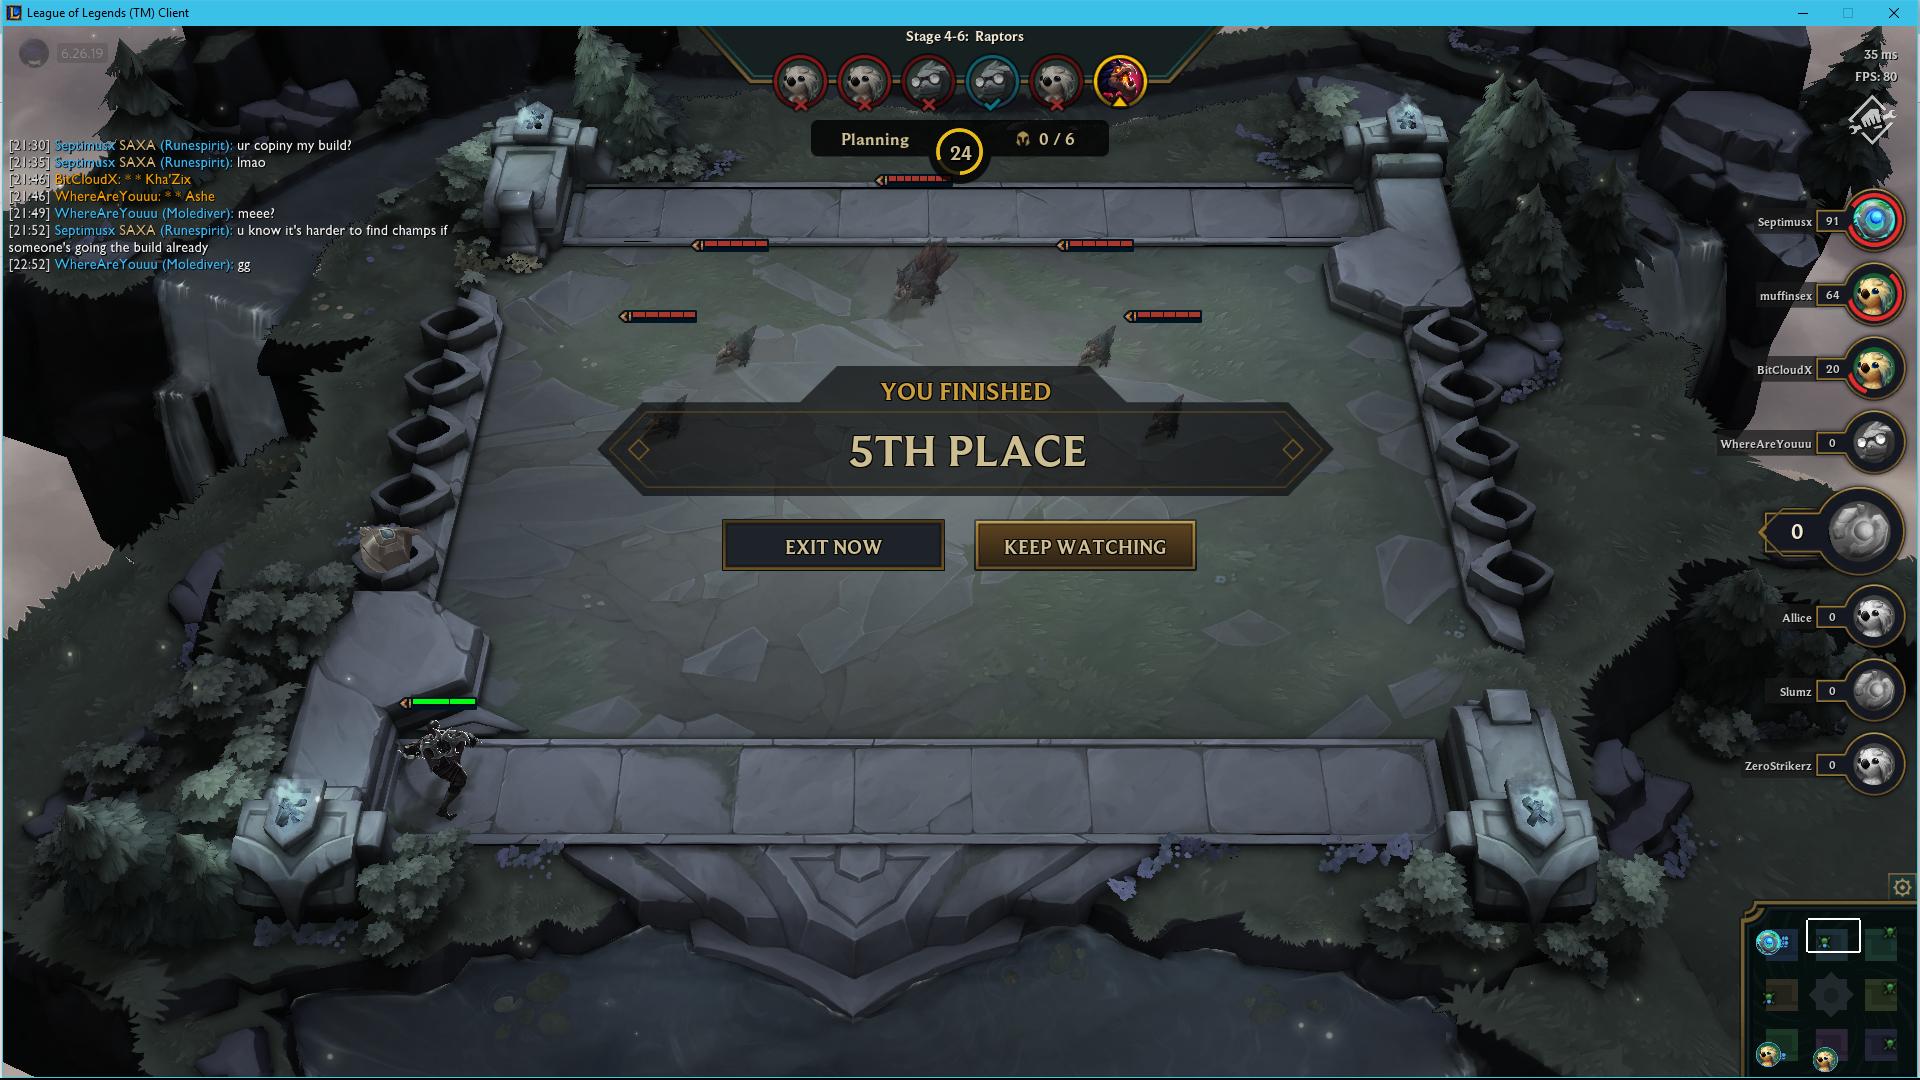 League of Legends (TM) Client
6.26.19
Stage 4-6: Raptors
35 ms
FPS: 80
Planning
24
0 / 6
[21:30] Septimusx SAXA (Runespirit): ur copiny my build?
[21:35] Septimusx SAXA (Runespirit): lmao
[21:46] BitCloudX: * * Kha'Zix
[21:46] WhereAreYouuu: * * Ashe
[21:49] WhereAreYouuu (Molediver): meee?
[21:52] Septimusx SAXA (Runespirit): u know it's harder to find champs if
someone's going the build already
[22:52] WhereAreYouuu (Molediver): gg
YOU FINISHED
5TH PLACE
EXIT NOW
KEEP WATCHING
Septimusx 91
muffinsex 64
BitCloudX 20
WhereAreYouuu 0
0
Allice 0
Slumz 0
ZeroStrikerz 0